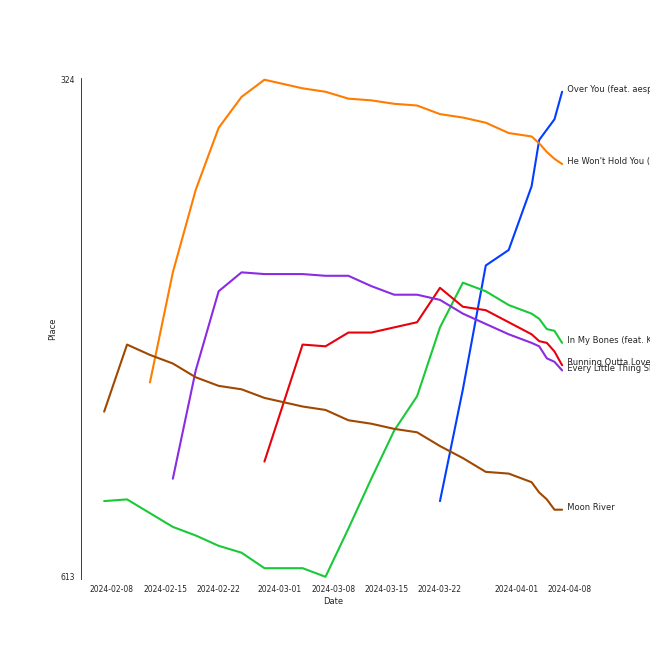 324
Over You (feat. aesp
He Won't Hold You (
Place
In My Bones (feat. K
Running Outta Love
Every Little Thing S
Moon River
613
2024-02-08 2024-02-15 2024-02-22 2024-03-01 2024-03-08 2024-03-15 2024-03-22 2024-04-01 2024-04-08
Date